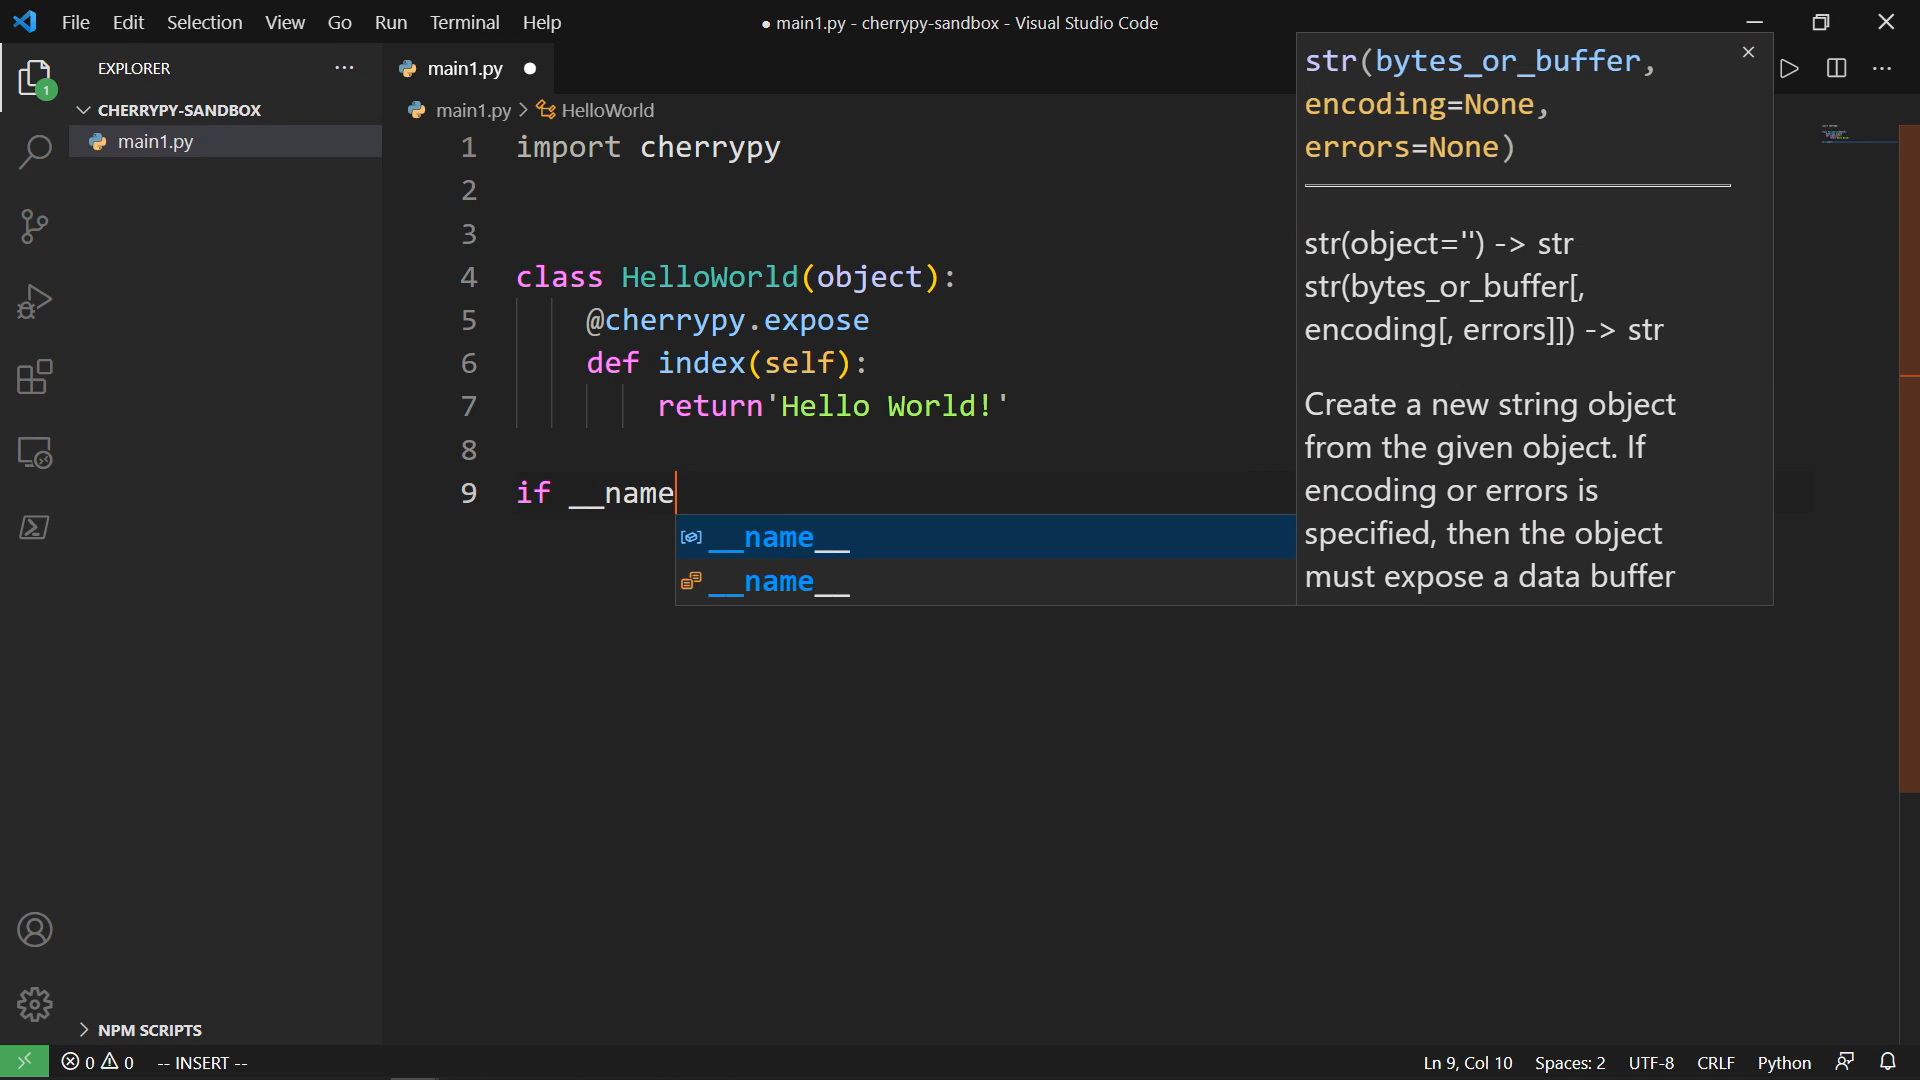 File Edit Selection View Go Run Terminal Help
● main1.py - cherrypy-sandbox - Visual Studio Code
EXPLORER ···
1
CHERRYPY-SANDBOX
main1.py
NPM SCRIPTS
main1.py
main1.py > HelloWorld
1 import cherrypy
2
3
4 class HelloWorld(object):
5 @cherrypy.expose
6 def index(self):
7 return'Hello World!'
8
9 if __name
__name__
__name__
str(bytes_or_buffer,
encoding=None,
errors=None)
str(object='') -> str
str(bytes_or_buffer[,
encoding[, errors]]) -> str
Create a new string object
from the given object. If
encoding or errors is
specified, then the object
must expose a data buffer
0 0 -- INSERT --
Ln 9, Col 10 Spaces: 2 UTF-8 CRLF Python